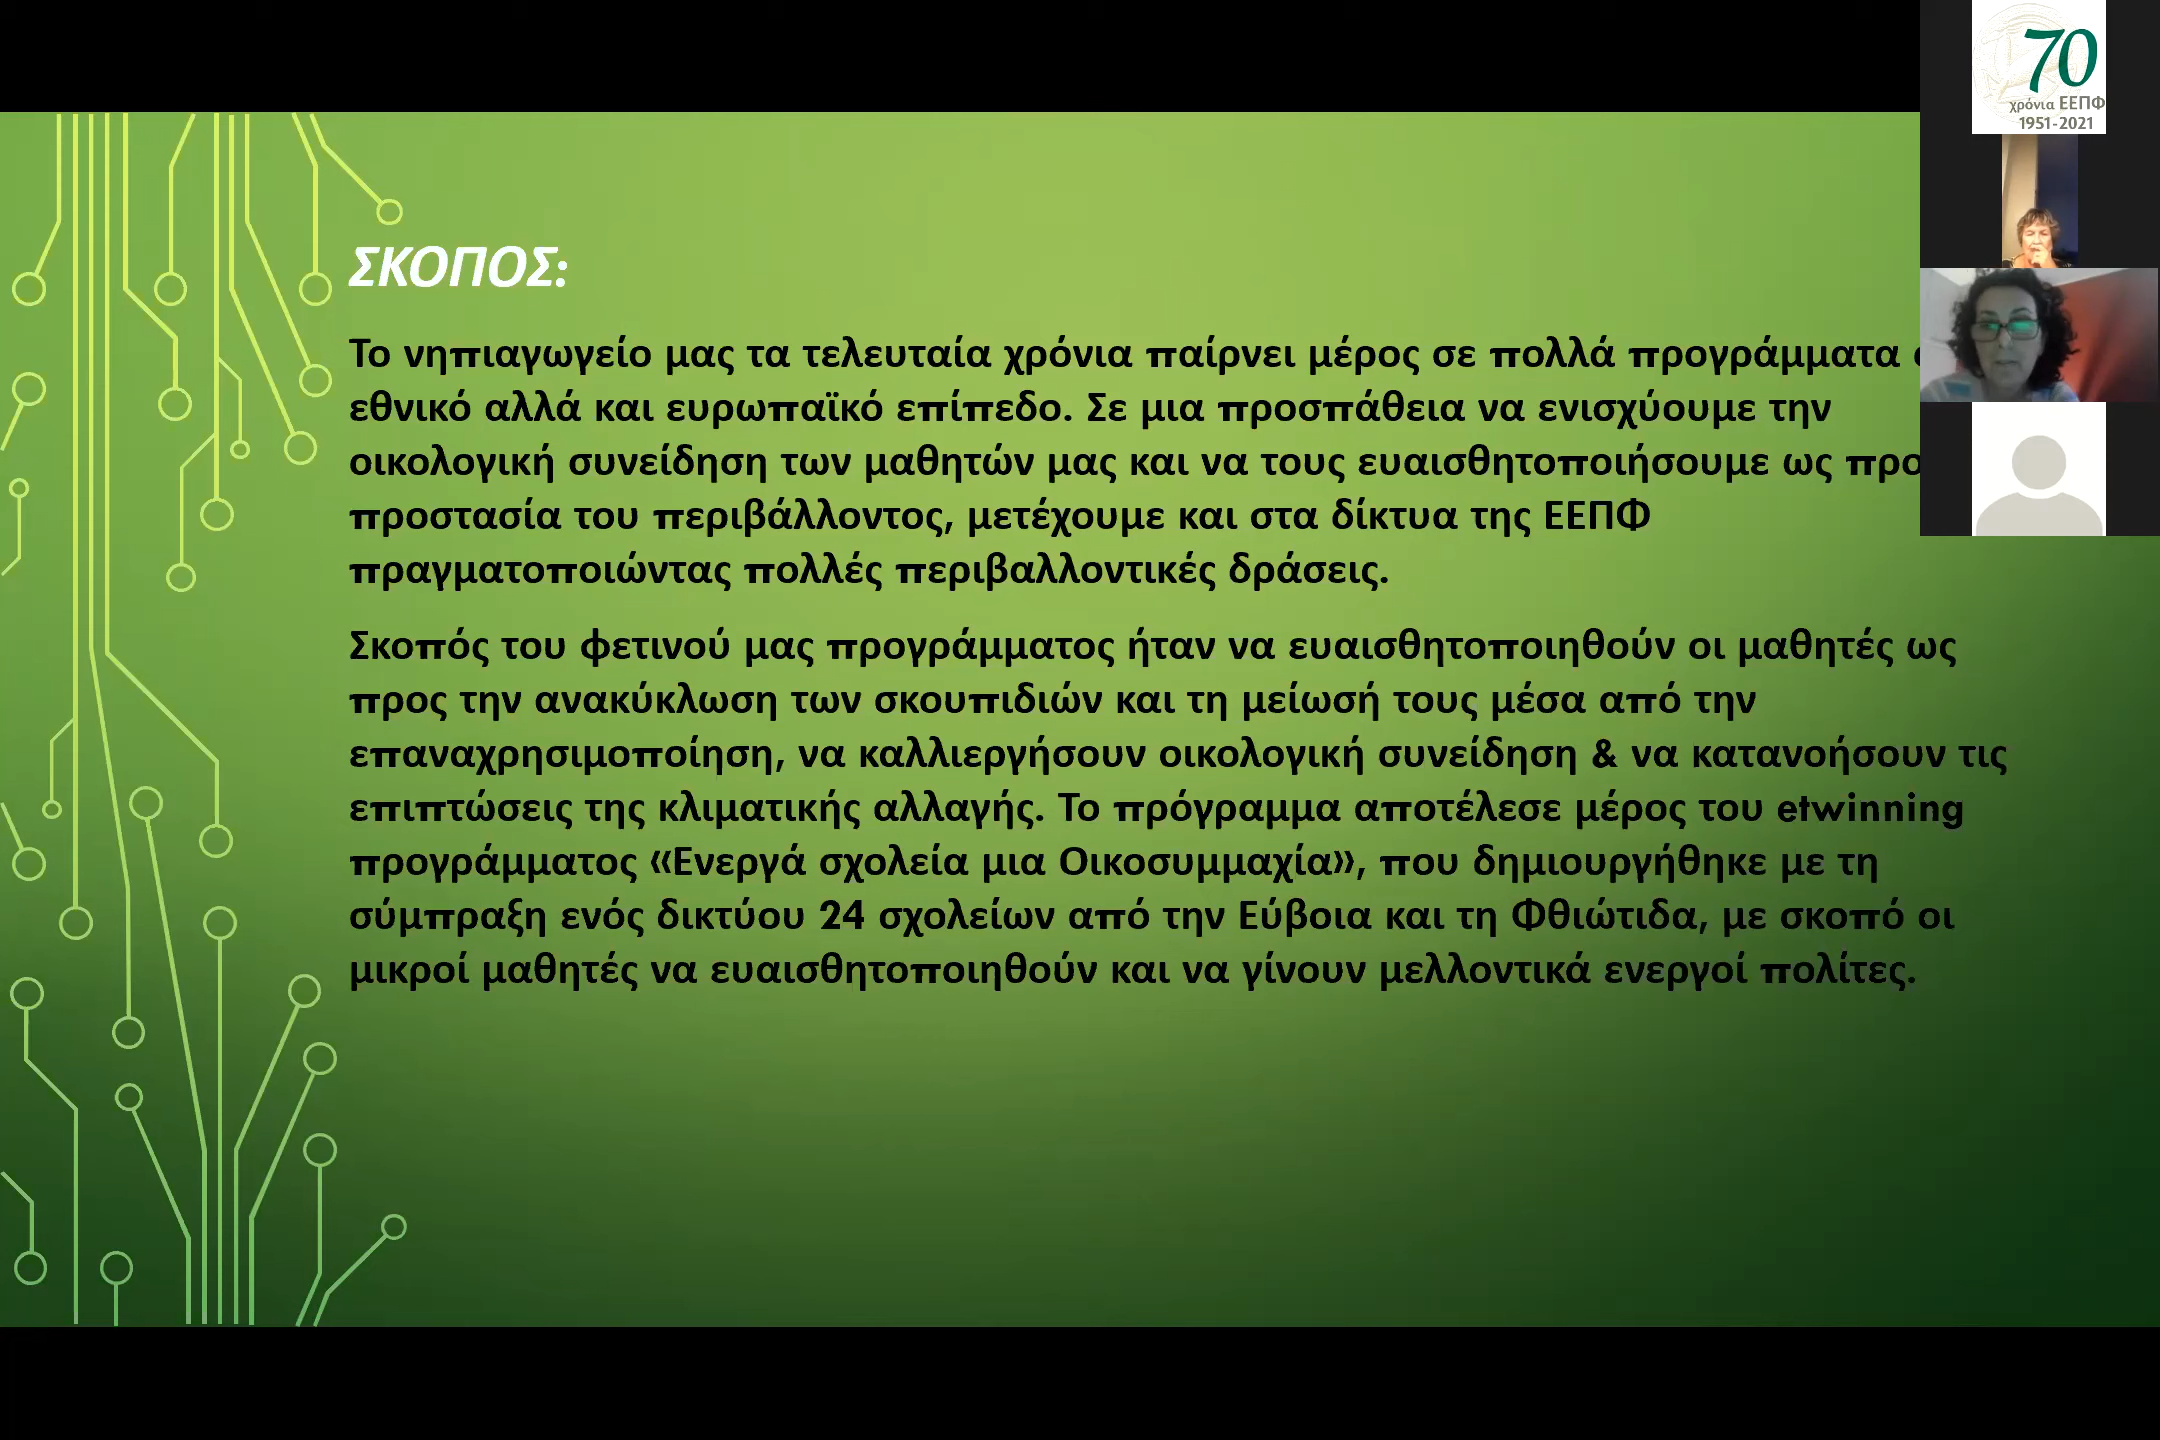 ΣΚΟΠΟΣ:
Το νηπιαγωγείο μας τα τελευταία χρόνια παίρνει μέρος σε πολλά προγράμματα
εθνικό αλλά και ευρωπαϊκό επίπεδο. Σε μια προσπάθεια να ενισχύουμε την
οικολογική συνείδηση των μαθητών μας και να τους ευαισθητοποιήσουμε ως
προστασία του περιβάλλοντος, μετέχουμε και στα δίκτυα της ΕΕΠΦ
πραγματοποιώντας πολλές περιβαλλοντικές δράσεις.
Σκοπός του φετινού μας προγράμματος ήταν να ευαισθητοποιηθούν οι μαθητές ως
προς την ανακύκλωση των σκουπιδιών και τη μείωσή τους μέσα από την
επαναχρησιμοποίηση, να καλλιεργήσουν οικολογική συνείδηση & να κατανοήσουν τις
επιπτώσεις της κλιματικής αλλαγής. Το πρόγραμμα αποτέλεσε μέρος του etwinning
προγράμματος «Ενεργά σχολεία μια Οικοσυμμαχία», που δημιουργήθηκε με τη
σύμπραξη ενός δικτύου 24 σχολείων από την Εύβοια και τη Φθιώτιδα, με σκοπό οι
μικροί μαθητές να ευαισθητοποιηθούν και να γίνουν μελλοντικά ενεργοί πολίτες.
70
χρόνια ΕΕΠΦ
1951-2021